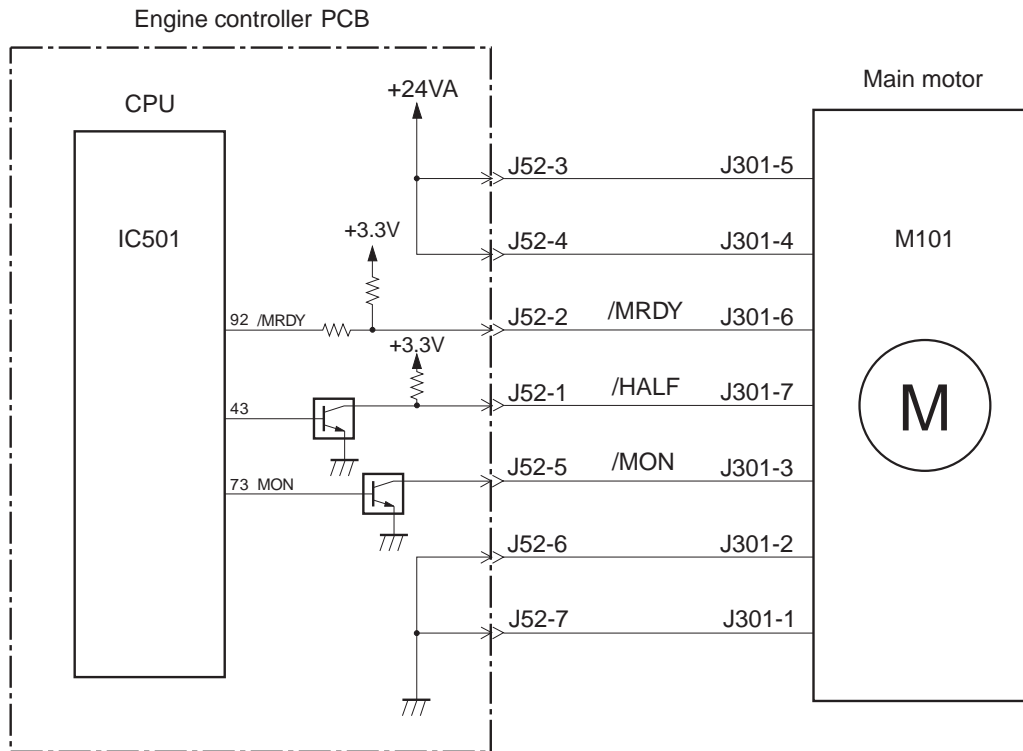 Engine controller PCB
Main motor
CPU
+24VA
J52-3 J301-5
IC501
+3.3V
J52-4 J301-4
M101
92 /MRDY
J52-2 /MRDY J301-6
+3.3V
J52-1 /HALF J301-7
43
M
J52-5 /MON J301-3
73 MON
J52-6 J301-2
J52-7 J301-1